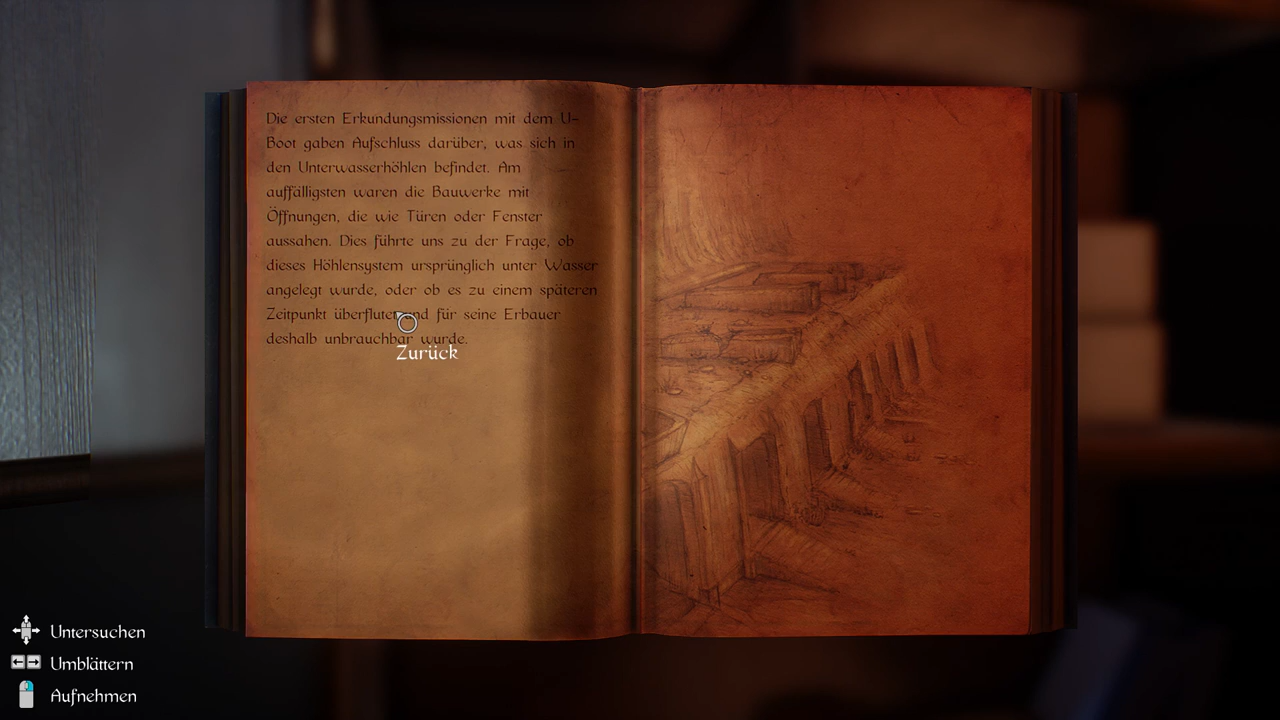 Die ersten Erkundungsmissionen mit dem U-
Boot gaben Aufschluss darüber, was sich in
den Unterwasserhöhlen befindet. Am
auffälligsten waren die Bauwerke mit
Öffnungen, die wie Türen oder Fenster
aussahen. Dies führte uns zu der Frage, ob
dieses Höhlensystem ursprünglich unter Wasser
angelegt wurde, oder ob es zu einem späteren
Zeitpunkt überflutet und für seine Erbauer
deshalb unbrauchbar wurde.
Zurück
Untersuchen
Umblättern
Aufnehmen